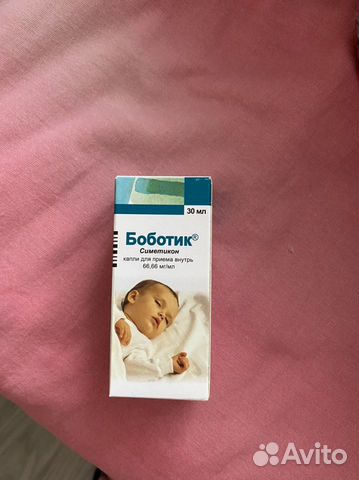 30 мл
Боботик®
Симетикон
капли для приема внутрь
66,66 мг/мл
Avito